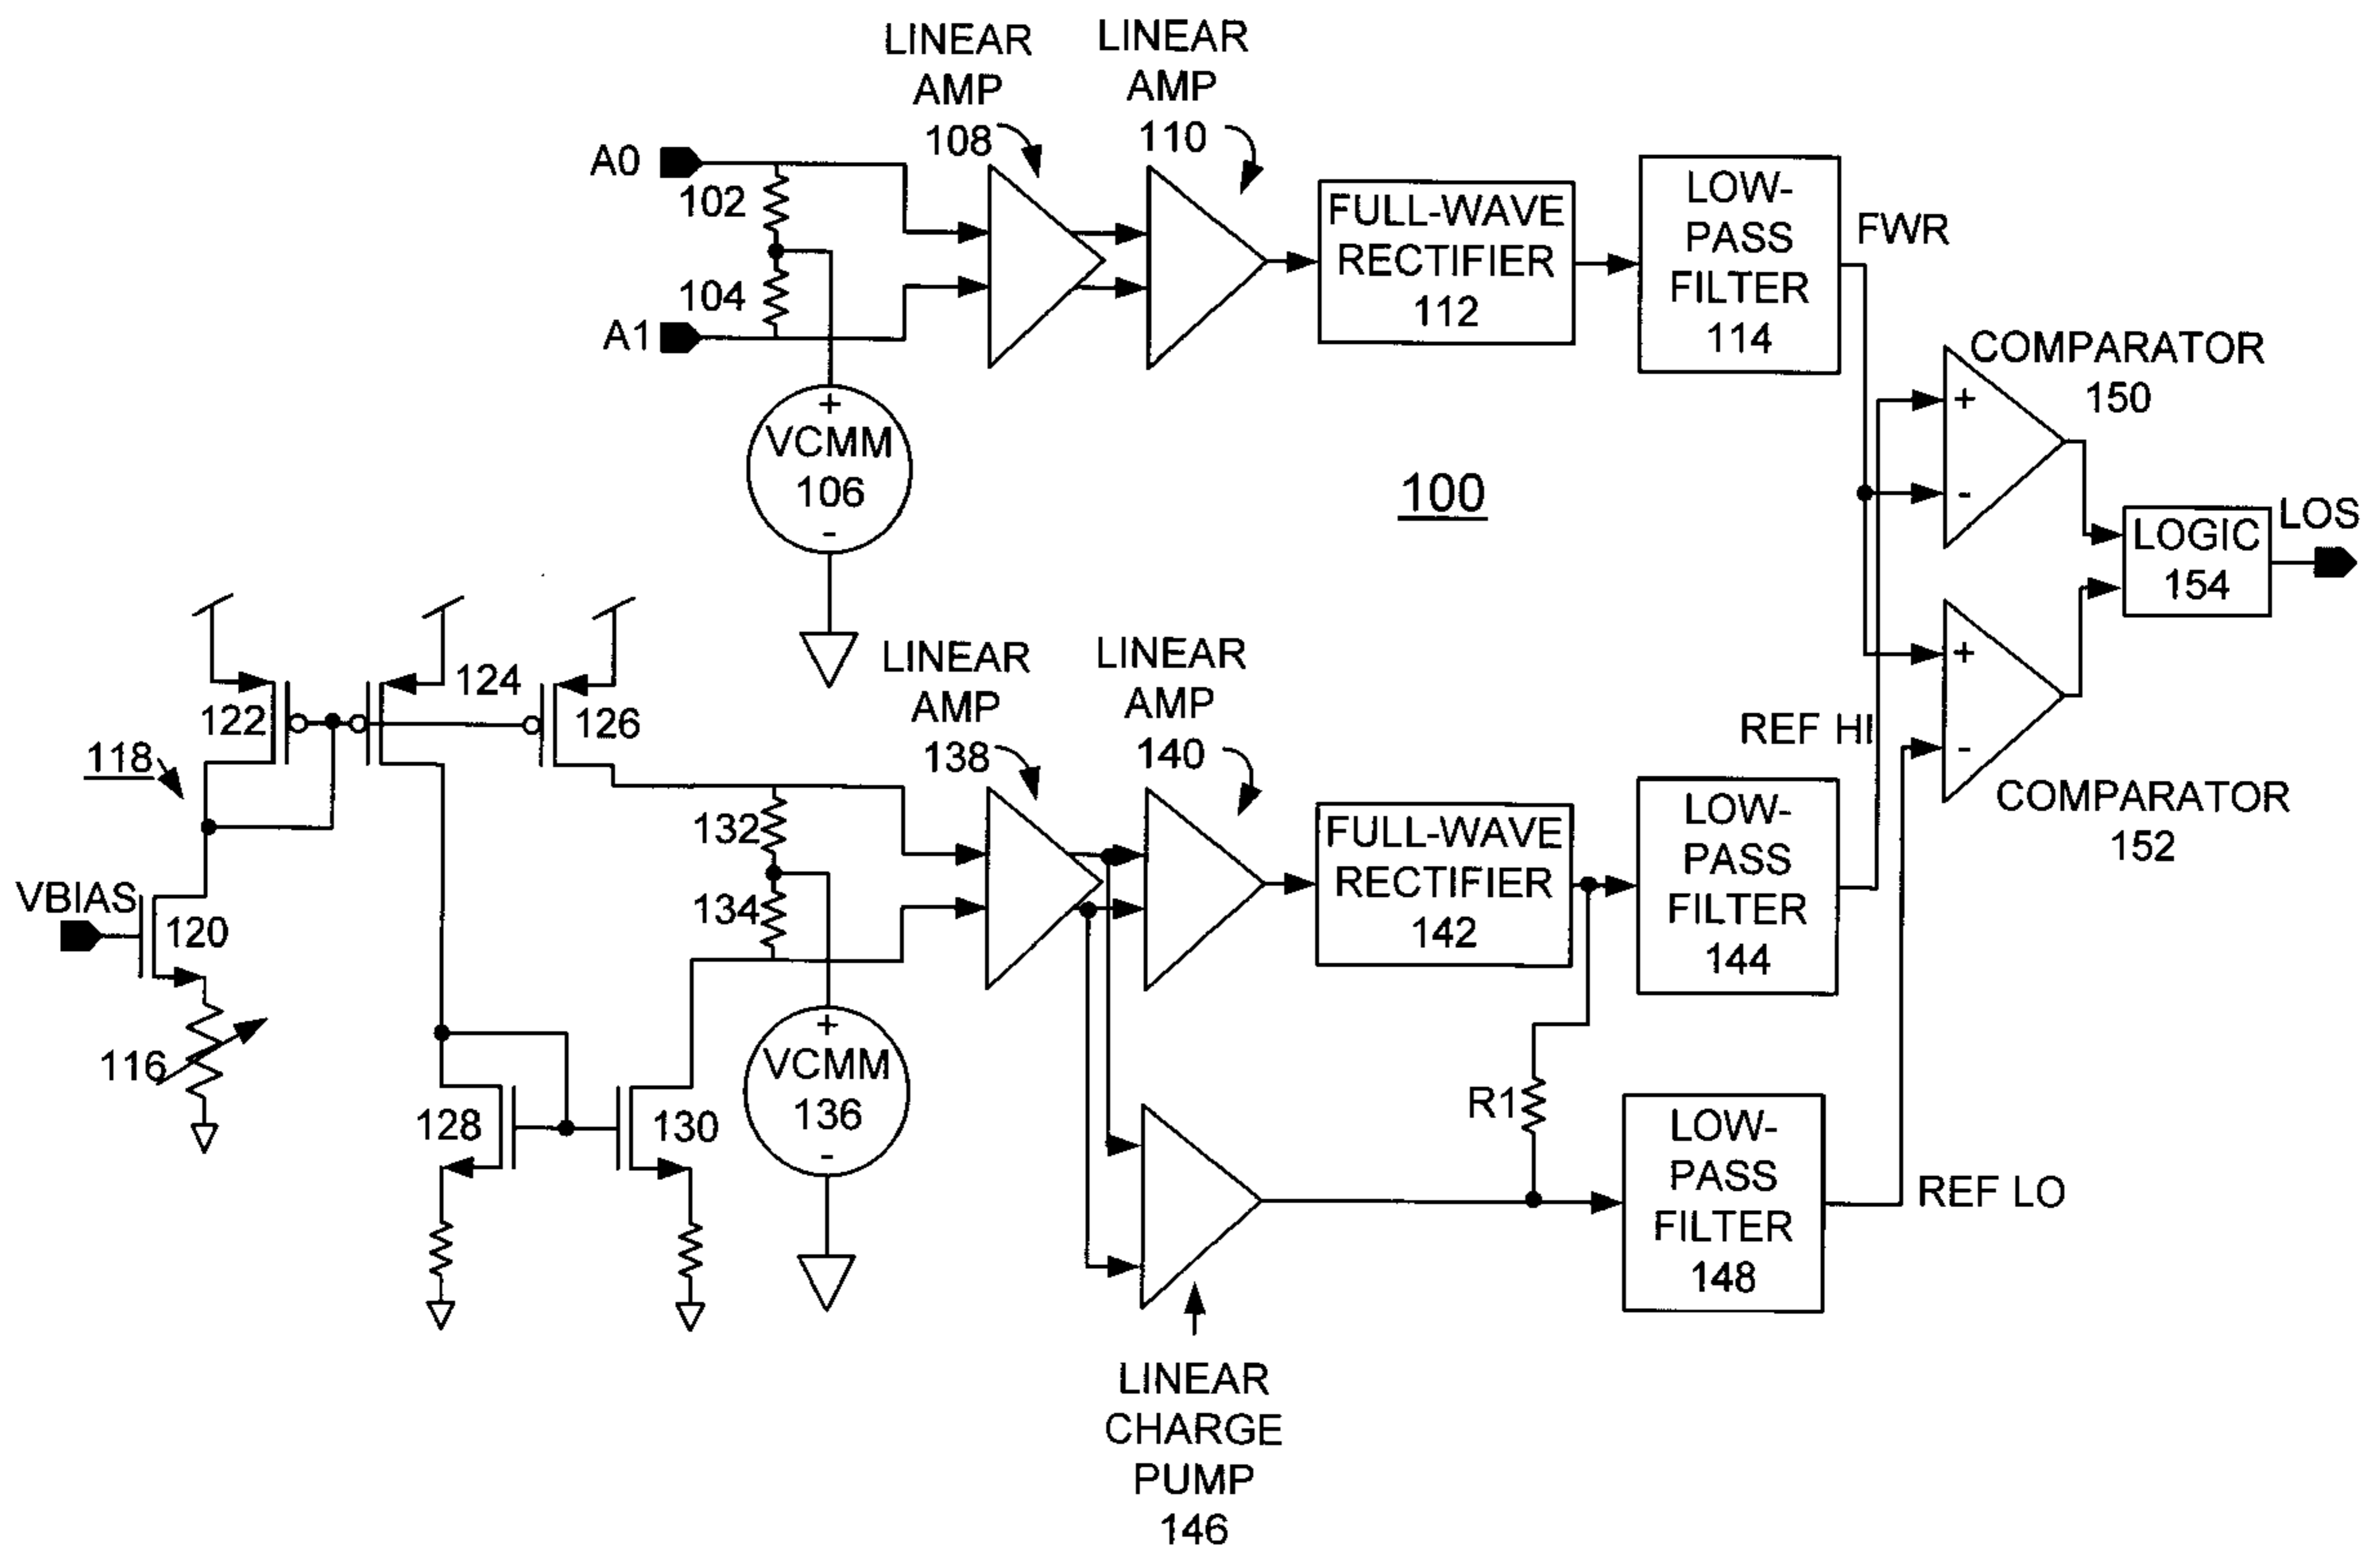 LINEAR
AMP
108
LINEAR
AMP
110
A0
102
104
A1
VCMM
106
+
-
FULL-WAVE
RECTIFIER
112
LOW-
PASS
FILTER
114
FWR
COMPARATOR
150
+
-
100
LOGIC
154
LOS
+
-
COMPARATOR
152
REF HI
122
124
126
118
VBIAS
120
116
128
130
132
134
+
VCMM
136
-
LINEAR
AMP
138
LINEAR
AMP
140
FULL-WAVE
RECTIFIER
142
LOW-
PASS
FILTER
144
R1
LOW-
PASS
FILTER
148
REF LO
LINEAR
CHARGE
PUMP
146